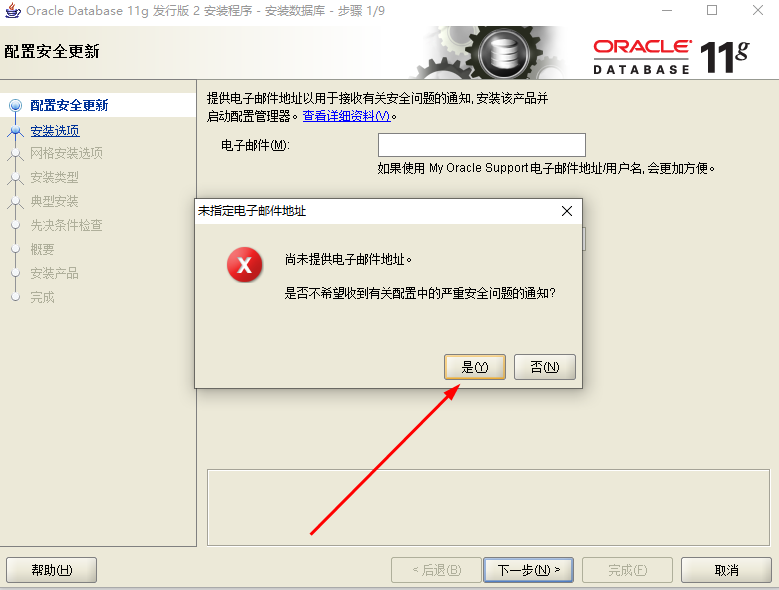 Oracle Database 11g 发行版 2 安装程序 - 安装数据库 - 步骤 1/9
配置安全更新
ORACLE
DATABASE
11g
配置安全更新
安装选项
网格安装选项
安装类型
典型安装
先决条件检查
概要
安装产品
完成
提供电子邮件地址以用于接收有关安全问题的通知, 安装该产品并
启动配置管理器。查看详细资料(V)。
电子邮件(M):
如果使用 My Oracle Support 电子邮件地址/用户名, 会更加方便。
未指定电子邮件地址
尚未提供电子邮件地址。
是否不希望收到有关配置中的严重安全问题的通知?
是(Y)
否(N)
帮助(H)
< 后退(B)
下一步(N) >
完成(F)
取消